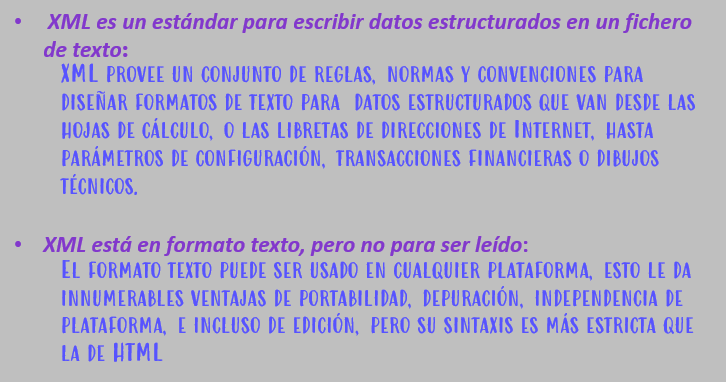 • XML es un estándar para escribir datos estructurados en un fichero
de texto:
XML PROVEE UN CONJUNTO DE REGLAS, NORMAS Y CONVENCIONES PARA
DISEÑAR FORMATOS DE TEXTO PARA DATOS ESTRUCTURADOS QUE VAN DESDE LAS
HOJAS DE CÁLCULO, O LAS LIBRETAS DE DIRECCIONES DE INTERNET, HASTA
PARÁMETROS DE CONFIGURACIÓN, TRANSACCIONES FINANCIERAS O DIBUJOS
TÉCNICOS.
• XML está en formato texto, pero no para ser leído:
EL FORMATO TEXTO PUEDE SER USADO EN CUALQUIER PLATAFORMA, ESTO LE DA
INNUMERABLES VENTAJAS DE PORTABILIDAD, DEPURACIÓN, INDEPENDENCIA DE
PLATAFORMA, E INCLUSO DE EDICIÓN, PERO SU SINTAXIS ES MÁS ESTRICTA QUE
LA DE HTML